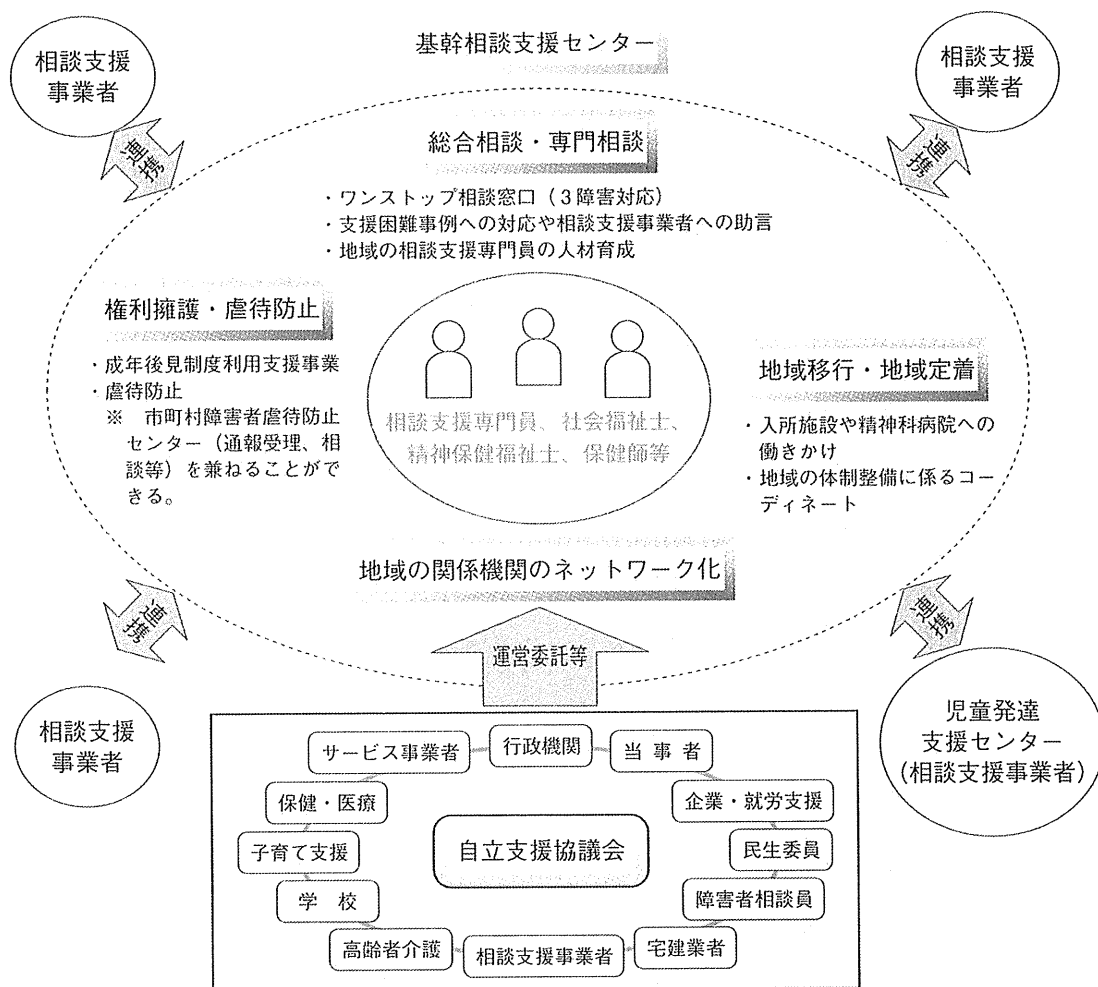 基幹相談支援センター
相談支援
事業者
相談支援
事業者
連携
連携
総合相談・専門相談
・ワンストップ相談窓口（3障害対応）
・支援困難事例への対応や相談支援事業者への助言
・地域の相談支援専門員の人材育成
権利擁護・虐待防止
・成年後見制度利用支援事業
・虐待防止
※　市町村障害者虐待防止
センター（通報受理、相
談等）を兼ねることがで
きる。
相談支援専門員、社会福祉士、
精神保健福祉士、保健師等
地域移行・地域定着
・入所施設や精神科病院への
働きかけ
・地域の体制整備に係るコー
ディネート
地域の関係機関のネットワーク化
連携
連携
運営委託等
相談支援
事業者
児童発達
支援センター
（相談支援事業者）
サービス事業者
行政機関
当事者
保健・医療
企業・就労支援
子育て支援
自立支援協議会
民生委員
学校
障害者相談員
高齢者介護
相談支援事業者
宅建業者